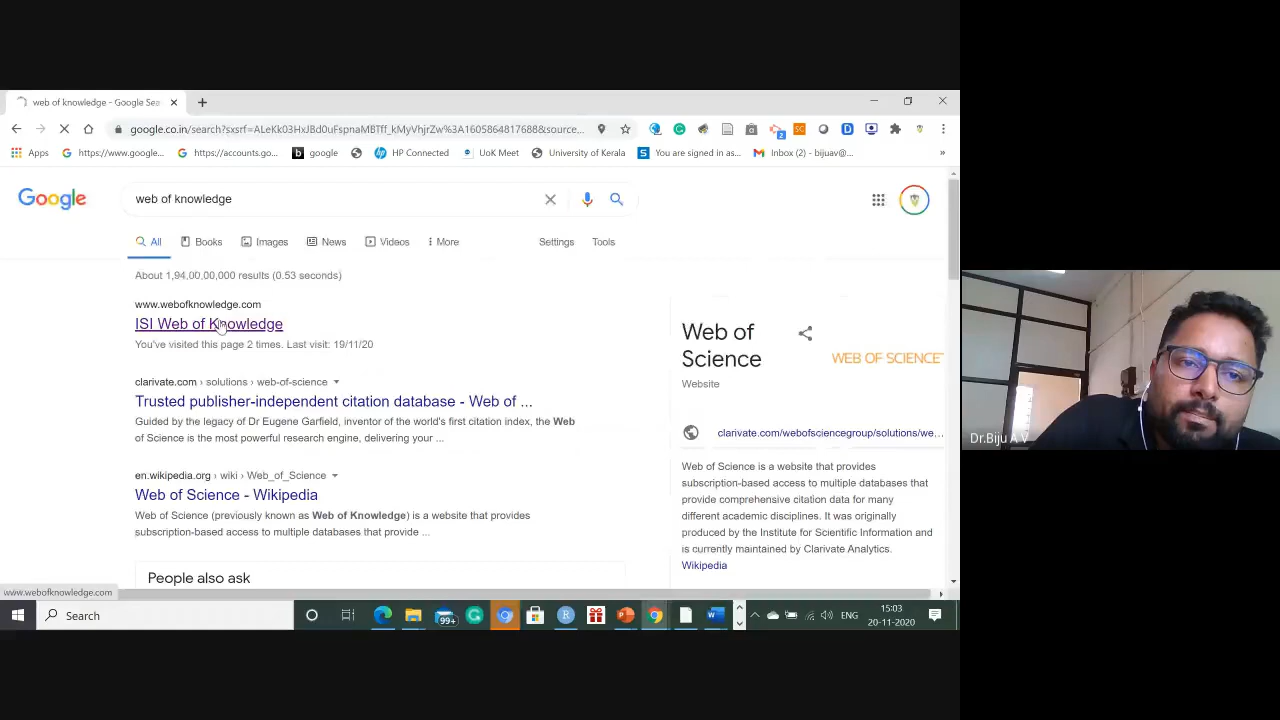 web of knowledge - Google Sea
google.co.in/search?sxsrf=ALeKk03HxJBd0uFspnaMBTff_kMyVhjrZw%3A1605864817688&source...
Apps
https://www.google...
https://accounts.go...
google
HP Connected
UoK Meet
University of Kerala
You are signed in as...
Inbox (2) - bijuav@...
»
Google
web of knowledge
All
Books
Images
News
Videos
More
Settings
Tools
About 1,94,00,00,000 results (0.53 seconds)
www.webofknowledge.com
ISI Web of Knowledge
You've visited this page 2 times. Last visit: 19/11/20
clarivate.com › solutions › web-of-science
Trusted publisher-independent citation database - Web of ...
Guided by the legacy of Dr Eugene Garfield, inventor of the world's first citation index, the Web
of Science is the most powerful research engine, delivering your ...
en.wikipedia.org › wiki › Web_of_Science
Web of Science - Wikipedia
Web of Science (previously known as Web of Knowledge) is a website that provides
subscription-based access to multiple databases that provide ...
People also ask
Web of
Science
Website
WEB OF SCIENCE
clarivate.com/webofsciencegroup/solutions/we...
Web of Science is a website that provides
subscription-based access to multiple databases
that provide comprehensive citation data for many
different academic disciplines. It was originally
produced by the Institute for Scientific Information and
is currently maintained by Clarivate Analytics.
Wikipedia
www.webofknowledge.com
Search
99+
ENG
15:03
20-11-2020
Dr.Biju A V